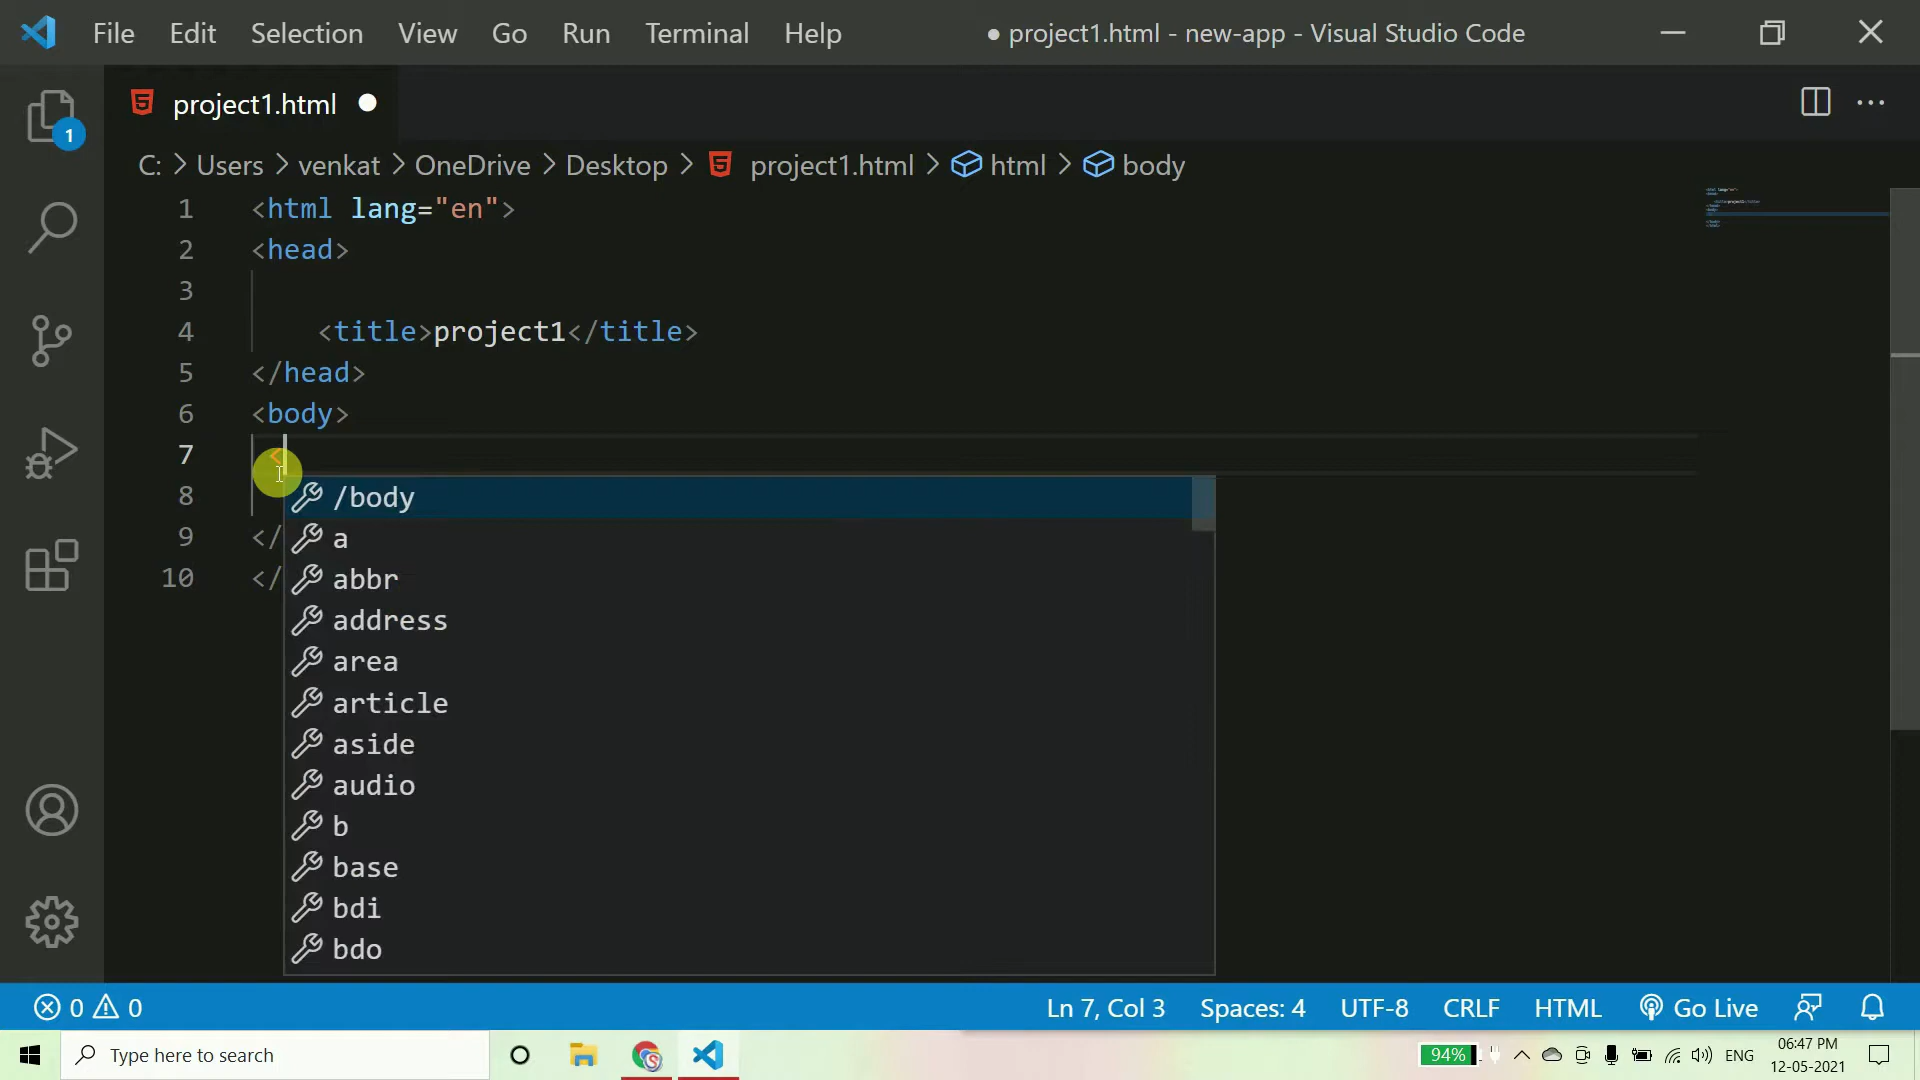 File Edit Selection View Go Run Terminal Help ● project1.html - new-app - Visual Studio Code
project1.html
1
C: > Users > venkat > OneDrive > Desktop > project1.html > html > body
1 <html lang="en">
2 <head>
3
4 <title>project1</title>
5 </head>
6 <body>
7 <
8
9 </
10 </
/body
a
abbr
address
area
article
aside
audio
b
base
bdi
bdo
0 0 Ln 7, Col 3 Spaces: 4 UTF-8 CRLF HTML Go Live
Type here to search 94% ENG 06:47 PM
12-05-2021